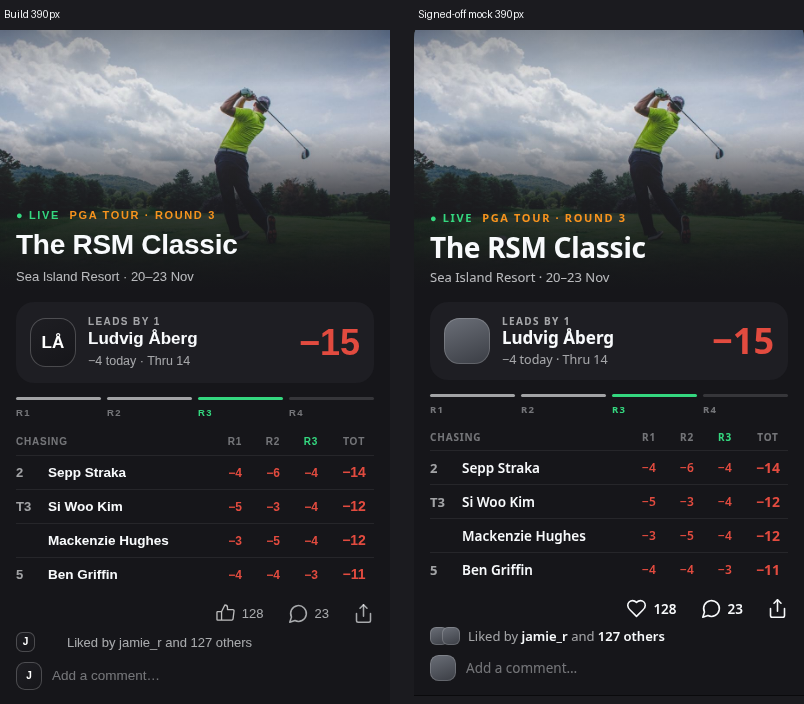 Build 390px
● LIVE PGA TOUR · ROUND 3
The RSM Classic
Sea Island Resort · 20–23 Nov
LÅ
LEADS BY 1
Ludvig Åberg
−4 today · Thru 14
−15
R1 R2 R3 R4
CHASING R1 R2 R3 TOT
2 Sepp Straka −4 −6 −4 −14
T3 Si Woo Kim −5 −3 −4 −12
Mackenzie Hughes −3 −5 −4 −12
5 Ben Griffin −4 −4 −3 −11
128 23
J Liked by jamie_r and 127 others
J Add a comment…
Signed-off mock 390px
● LIVE PGA TOUR · ROUND 3
The RSM Classic
Sea Island Resort · 20–23 Nov
LEADS BY 1
Ludvig Åberg
−4 today · Thru 14
−15
R1 R2 R3 R4
CHASING R1 R2 R3 TOT
2 Sepp Straka −4 −6 −4 −14
T3 Si Woo Kim −5 −3 −4 −12
Mackenzie Hughes −3 −5 −4 −12
5 Ben Griffin −4 −4 −3 −11
128 23
Liked by jamie_r and 127 others
Add a comment…